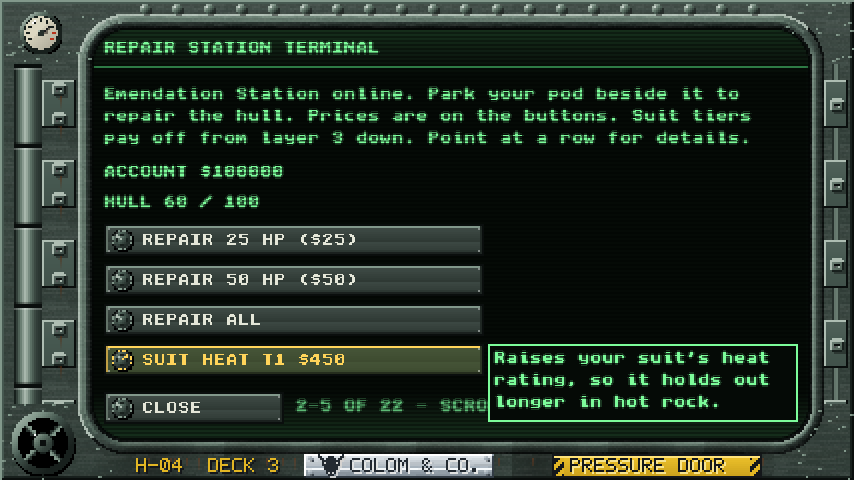 REPAIR STATION TERMINAL
Emendation Station online. Park your pod beside it to
repair the hull. Prices are on the buttons. Suit tiers
pay off from layer 3 down. Point at a row for details.
ACCOUNT $100000
HULL 60 / 100
REPAIR 25 HP ($25)
REPAIR 50 HP ($50)
REPAIR ALL
SUIT HEAT T1 $450
Raises your suit's heat
rating, so it holds out
longer in hot rock.
CLOSE
2-5 OF 22 - SCRO
H-04 DECK 3
COLOM & CO.
PRESSURE DOOR